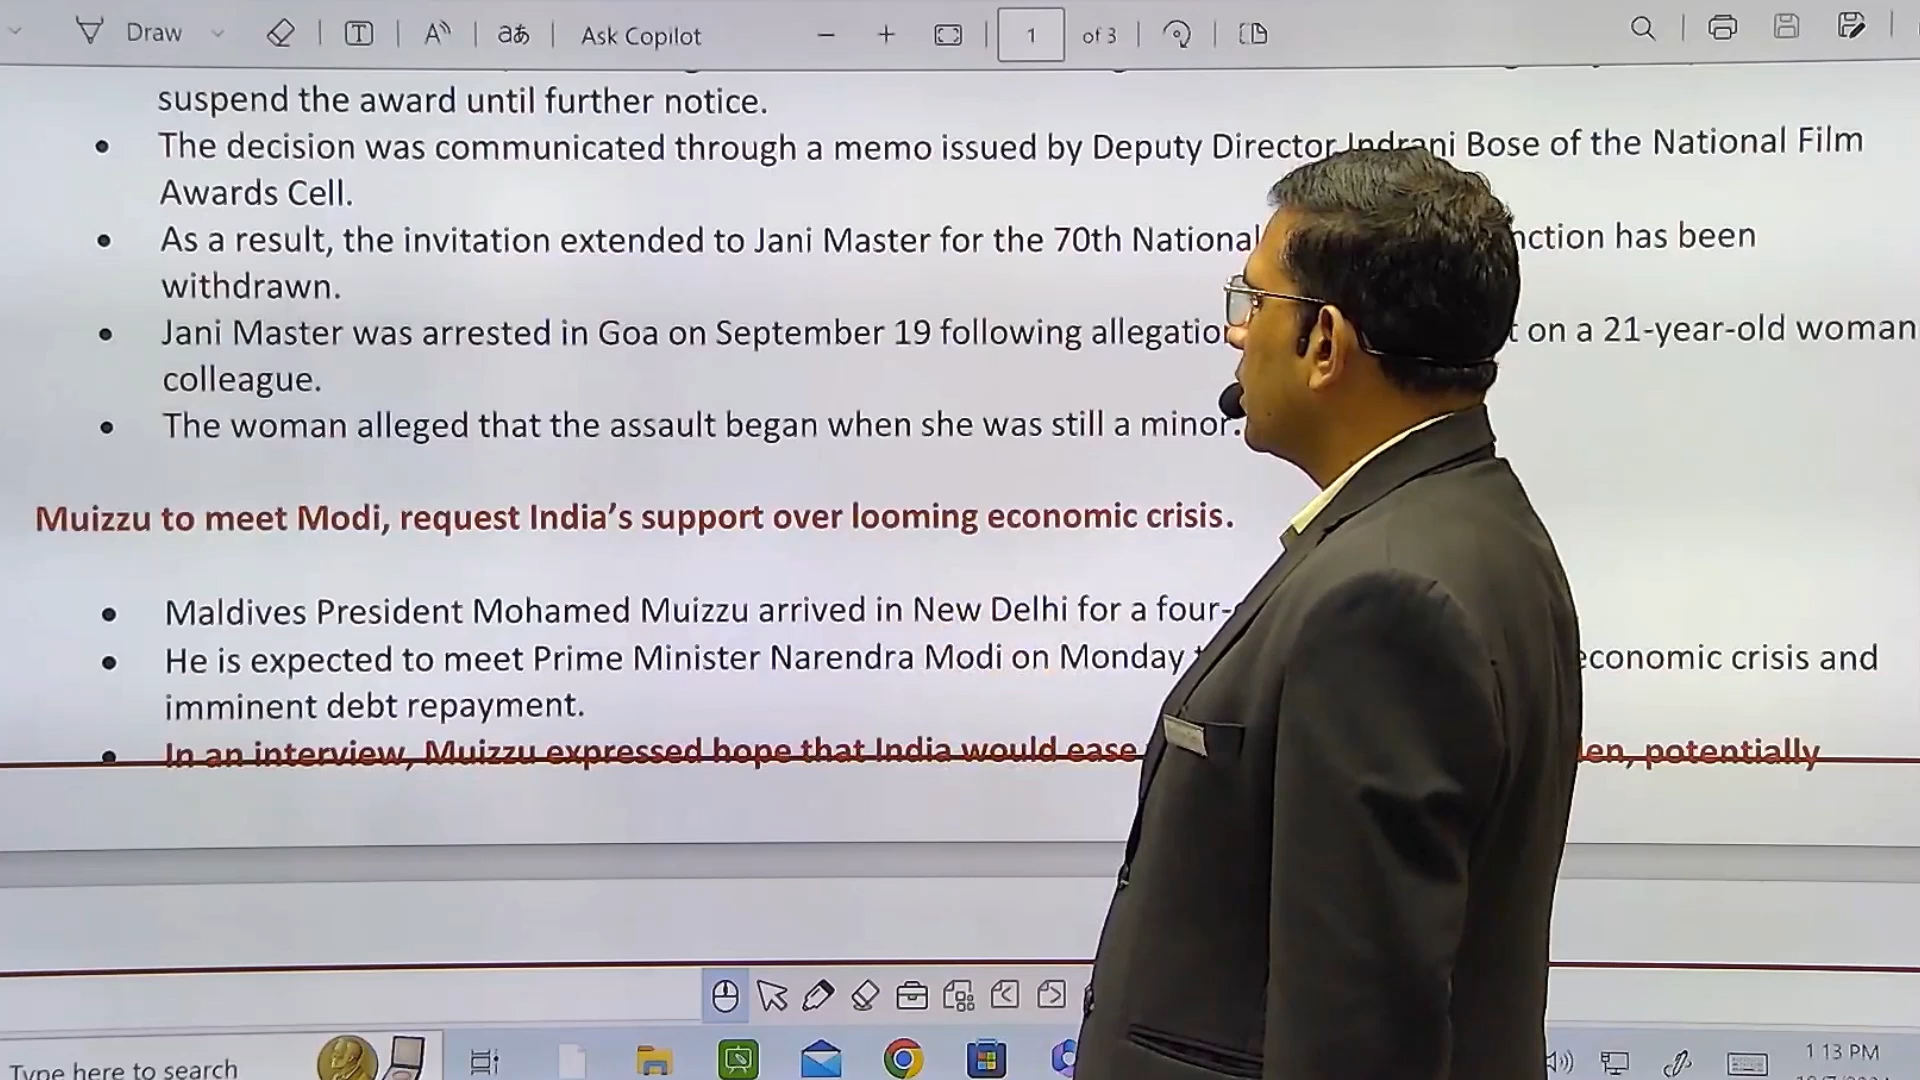 Draw
Ask Copilot
1 of 3
suspend the award until further notice.
The decision was communicated through a memo issued by Deputy Director Indrani Bose of the National Film
Awards Cell.
As a result, the invitation extended to Jani Master for the 70th National nction has been
withdrawn.
Jani Master was arrested in Goa on September 19 following on a 21-year-old woman
colleague.
The woman alleged that the assault began when she was still a minor.
Muizzu to meet Modi, request India's support over looming economic crisis.
Maldives President Mohamed Muizzu arrived in New Delhi for a four-
He is expected to meet Prime Minister Narendra Modi on Monday economic crisis and
imminent debt repayment.
In an interview, Muizzu expressed hope that India would ease potentially
Type here to search
1 13 PM